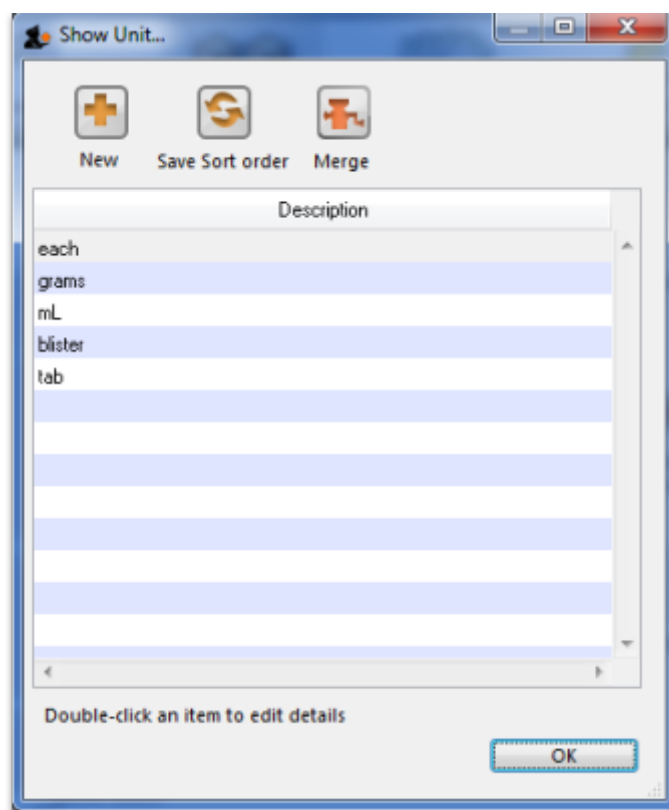 Show Unit...
New Save Sort order Merge
Description
each
grams
mL
blister
tab
Double-click an item to edit details
OK